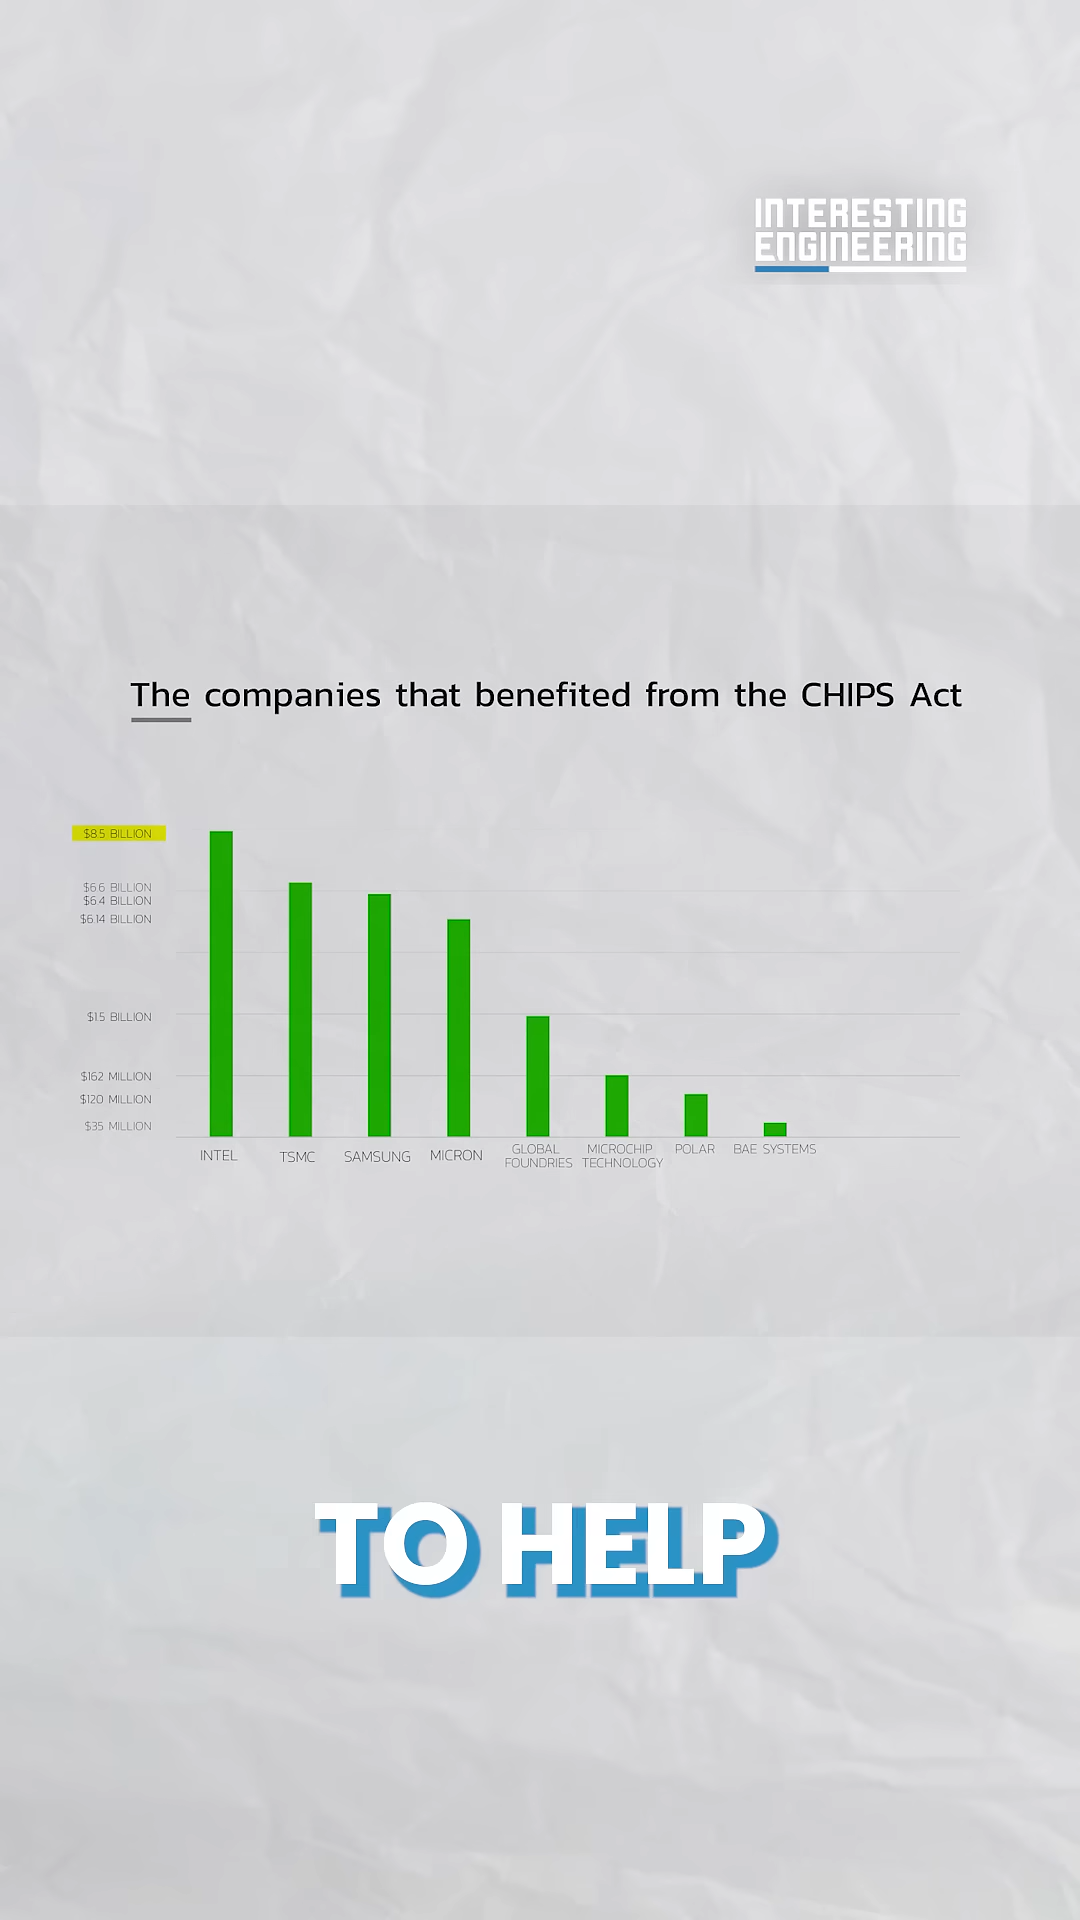 INTERESTING
ENGINEERING
The companies that benefited from the CHIPS Act
$8.5 BILLION
$6.6 BILLION
$6.4 BILLION
$6.14 BILLION
$1.5 BILLION
$162 MILLION
$120 MILLION
$35 MILLION
INTEL
TSMC
SAMSUNG
MICRON
GLOBAL
FOUNDRIES
MICROCHIP
TECHNOLOGY
POLAR
BAE SYSTEMS
TO HELP